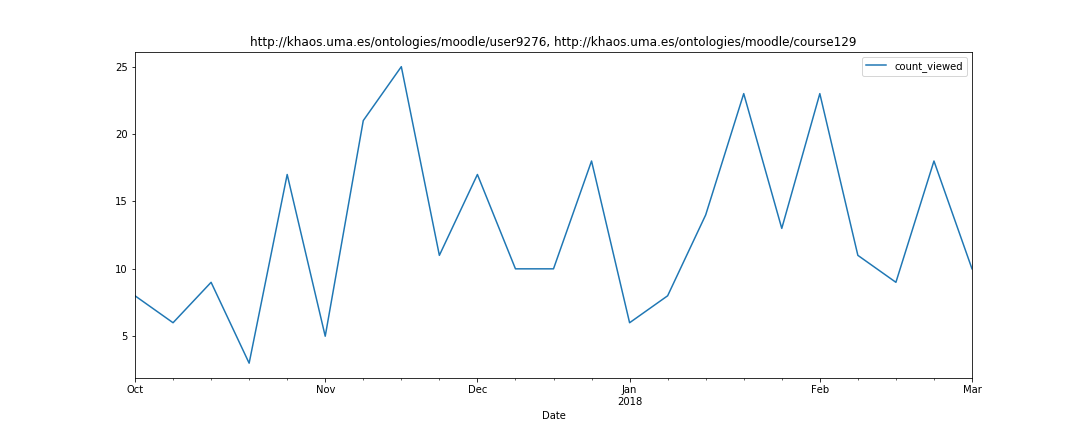 http://khaos.uma.es/ontologies/moodle/user9276, http://khaos.uma.es/ontologies/moodle/course129
count_viewed
25
20
15
10
5
Oct Nov Dec Jan Feb Mar
2018
Date